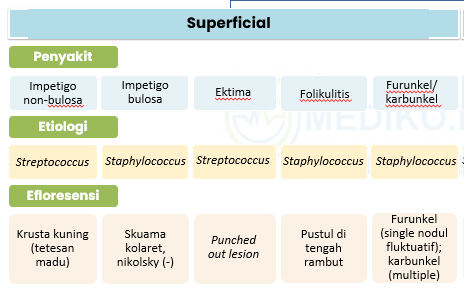 Superficial
Penyakit
Impetigo
non-bulosa
Impetigo
bulosa
Ektima
Folikulitis
Furunkel/
karbunkel
Etiologi
Streptococcus
Staphylococcus
Streptococcus
Staphylococcus
Staphylococcus
Efloresensi
Krusta kuning
(tetesan
madu)
Skuama
kolaret,
nikolsky (-)
Punched
out lesion
Pustul di
tengah
rambut
Furunkel
(single nodul
fluktuatif);
karbunkel
(multiple)